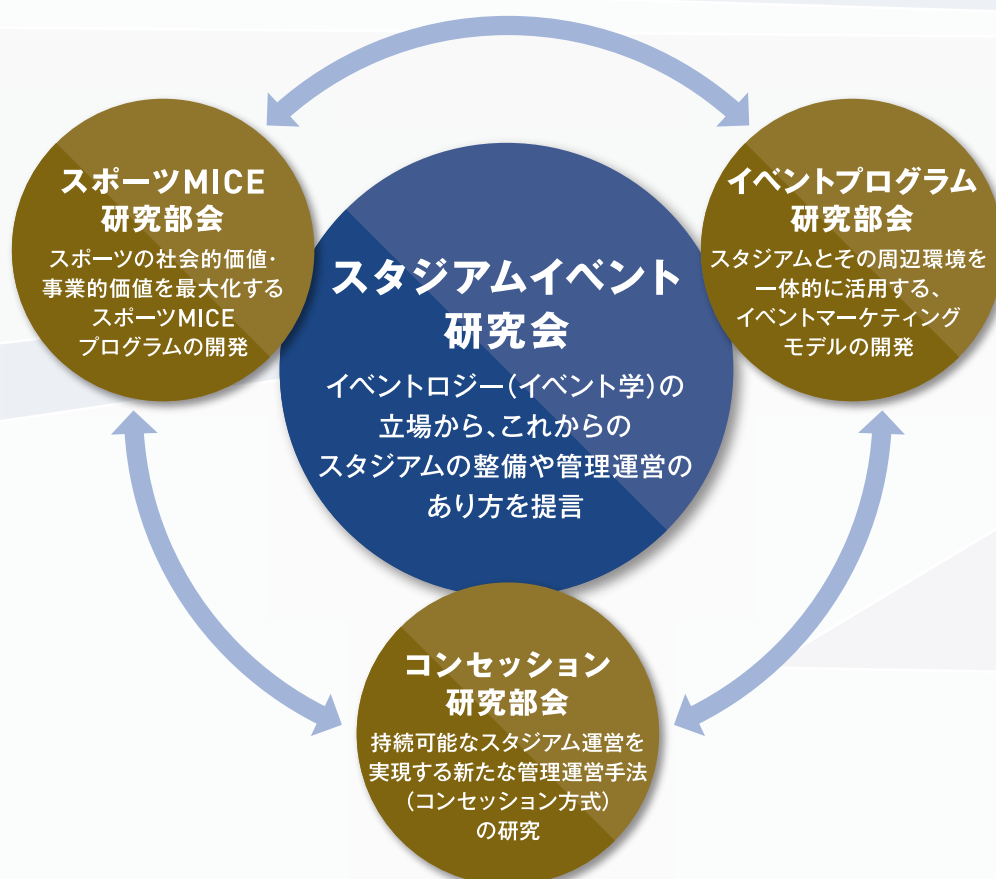 スポーツMICE
研究部会
スポーツの社会的価値・
事業的価値を最大化する
スポーツMICE
プログラムの開発
イベントプログラム
研究部会
スタジアムとその周辺環境を
一体的に活用する、
イベントマーケティング
モデルの開発
スタジアムイベント
研究会
イベントロジー(イベント学)の
立場から、これからの
スタジアムの整備や管理運営の
あり方を提言
コンセッション
研究部会
持続可能なスタジアム運営を
実現する新たな管理運営手法
(コンセッション方式)
の研究